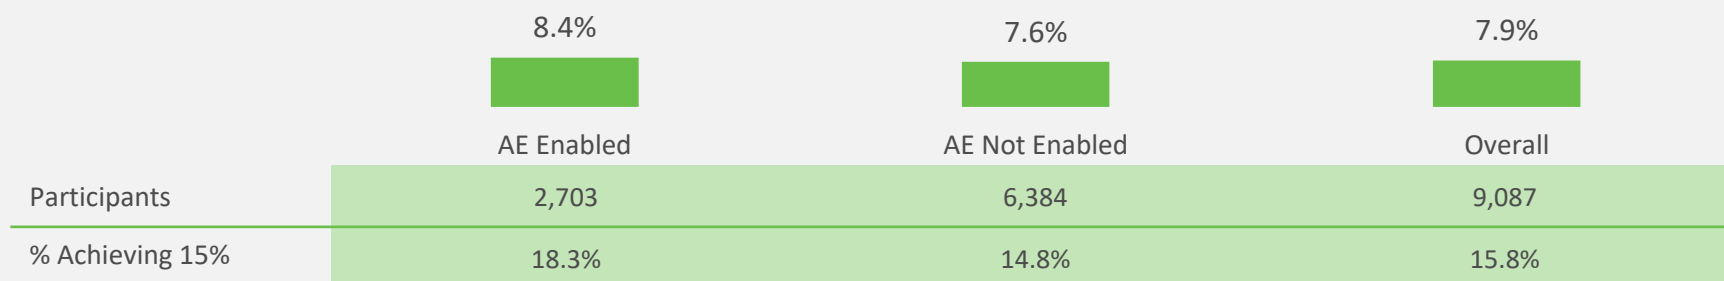 8.4% 7.6% 7.9%
AE Enabled AE Not Enabled Overall
Participants 2,703 6,384 9,087
% Achieving 15% 18.3% 14.8% 15.8%